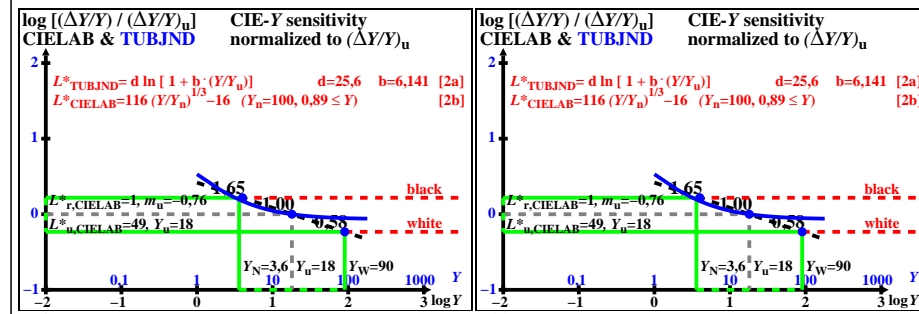 log [(ΔY/Y) / (ΔY/Y)u] CIE-Y sensitivity
CIELAB & TUBJND normalized to (ΔY/Y)u
2
L*TUBJND= d ln [ 1 + b·(Y/Yu)] d=25,6 b=6,141 [2a]
L*CIELAB=116 (Y/Yn)1/3−16 (Yn=100, 0,89 ≤ Y) [2b]
1
1.65
black
L*r,CIELAB=1, mu=−0,76
1.00
0
0.58
L*u,CIELAB=49, Yu=18
white
YN=3,6 Yu=18 YW=90
0,1 1 10 100 1000 Y
−1
−2 −1 0 1 2 3 log Y
log [(ΔY/Y) / (ΔY/Y)u] CIE-Y sensitivity
CIELAB & TUBJND normalized to (ΔY/Y)u
2
L*TUBJND= d ln [ 1 + b·(Y/Yu)] d=25,6 b=6,141 [2a]
L*CIELAB=116 (Y/Yn)1/3−16 (Yn=100, 0,89 ≤ Y) [2b]
1
1.65
black
L*r,CIELAB=1, mu=−0,76
1.00
0
0.58
L*u,CIELAB=49, Yu=18
white
YN=3,6 Yu=18 YW=90
0,1 1 10 100 1000 Y
−1
−2 −1 0 1 2 3 log Y